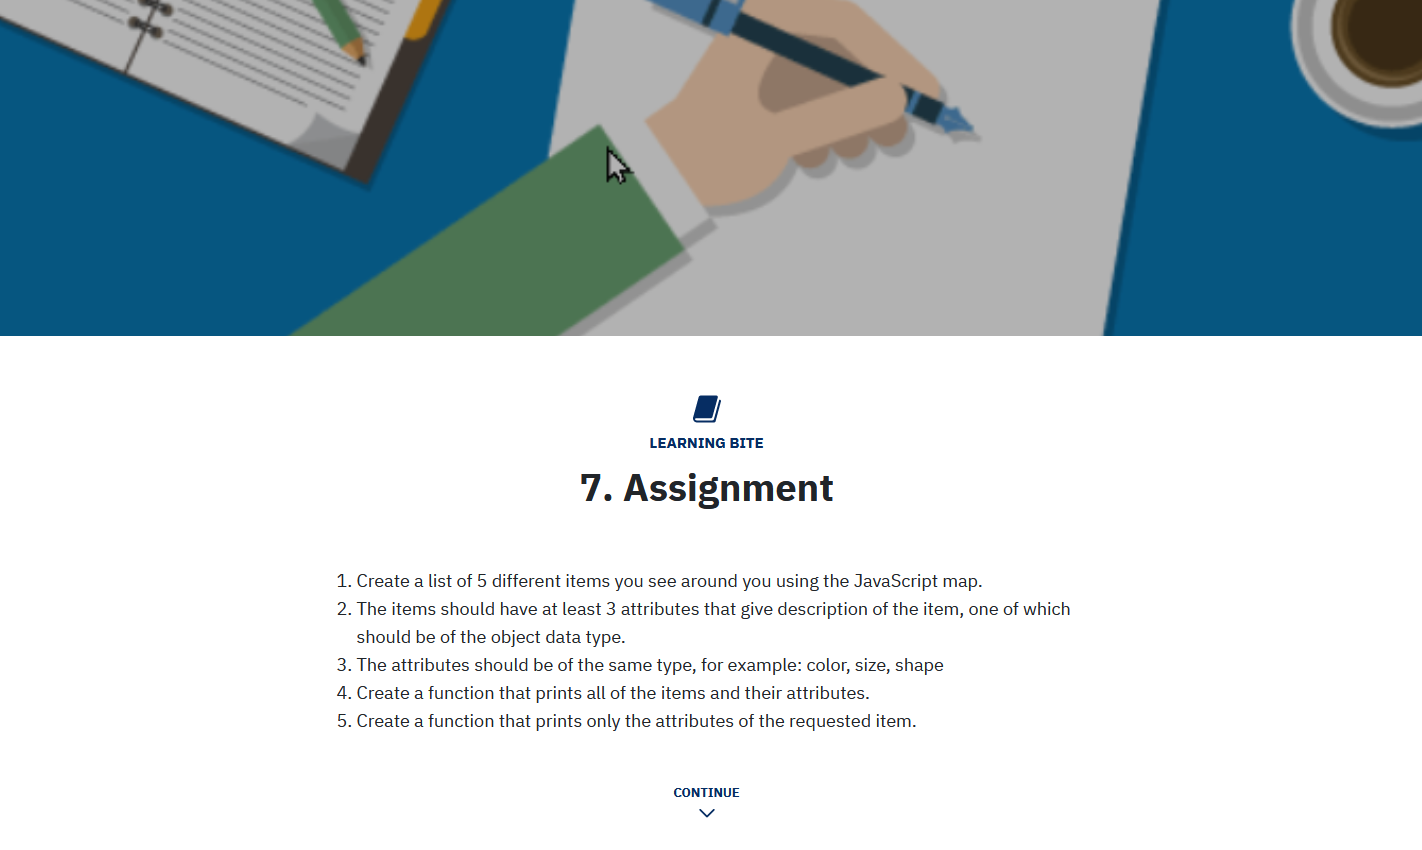 LEARNING BITE
7. Assignment
1. Create a list of 5 different items you see around you using the JavaScript map.
2. The items should have at least 3 attributes that give description of the item, one of which
should be of the object data type.
3. The attributes should be of the same type, for example: color, size, shape
4. Create a function that prints all of the items and their attributes.
5. Create a function that prints only the attributes of the requested item.
CONTINUE